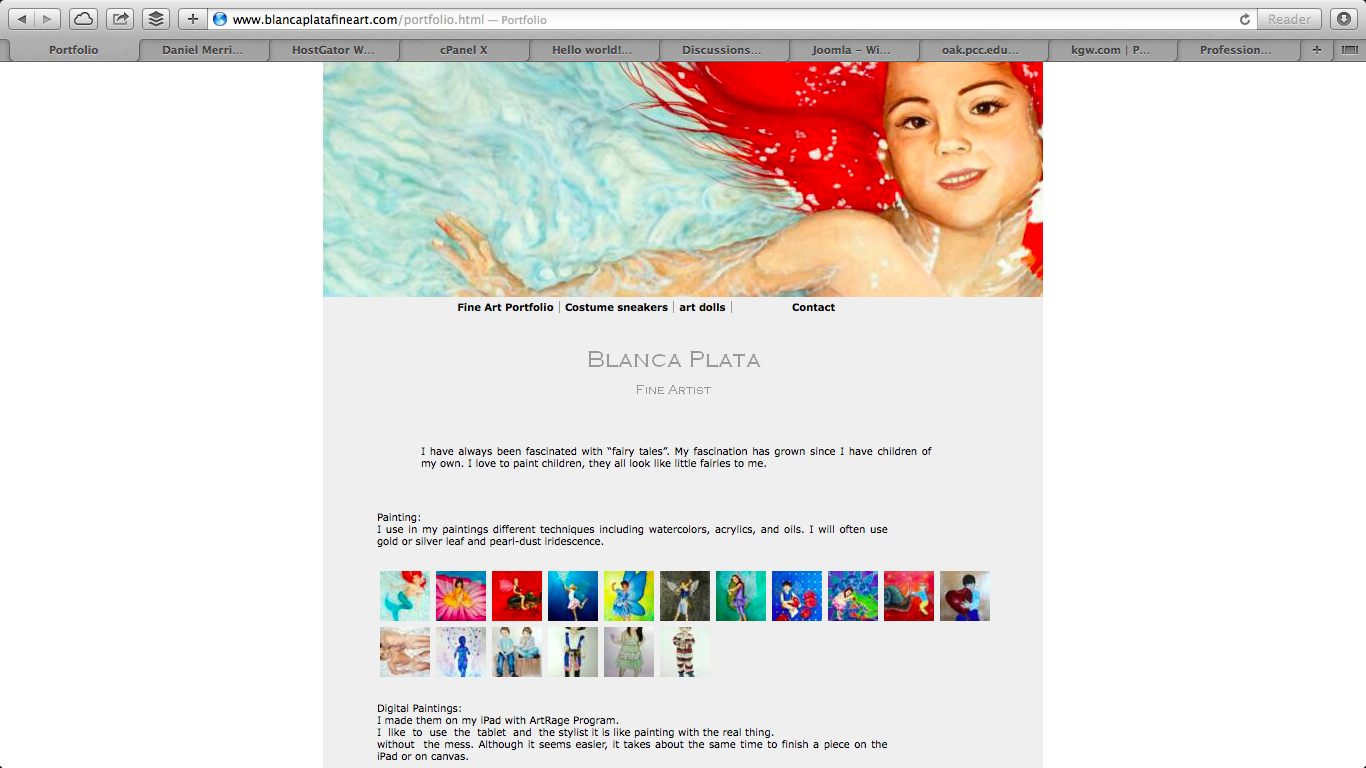 www.blancaplatafineart.com/portfolio.html — Portfolio
Reader
Portfolio
Daniel Merri...
HostGator W...
cPanel X
Hello world!...
Discussions...
Joomla - Wi...
oak.pcc.edu...
kgw.com | P...
Profession...
Fine Art Portfolio
Costume sneakers
art dolls
Contact
Blanca Plata
Fine Artist
I have always been fascinated with “fairy tales”. My fascination has grown since I have children of
my own. I love to paint children, they all look like little fairies to me.
Painting:
I use in my paintings different techniques including watercolors, acrylics, and oils. I will often use
gold or silver leaf and pearl-dust iridescence.
Digital Paintings:
I made them on my iPad with ArtRage Program.
I like to use the tablet and the stylist it is like painting with the real thing.
without the mess. Although it seems easier, it takes about the same time to finish a piece on the
iPad or on canvas.